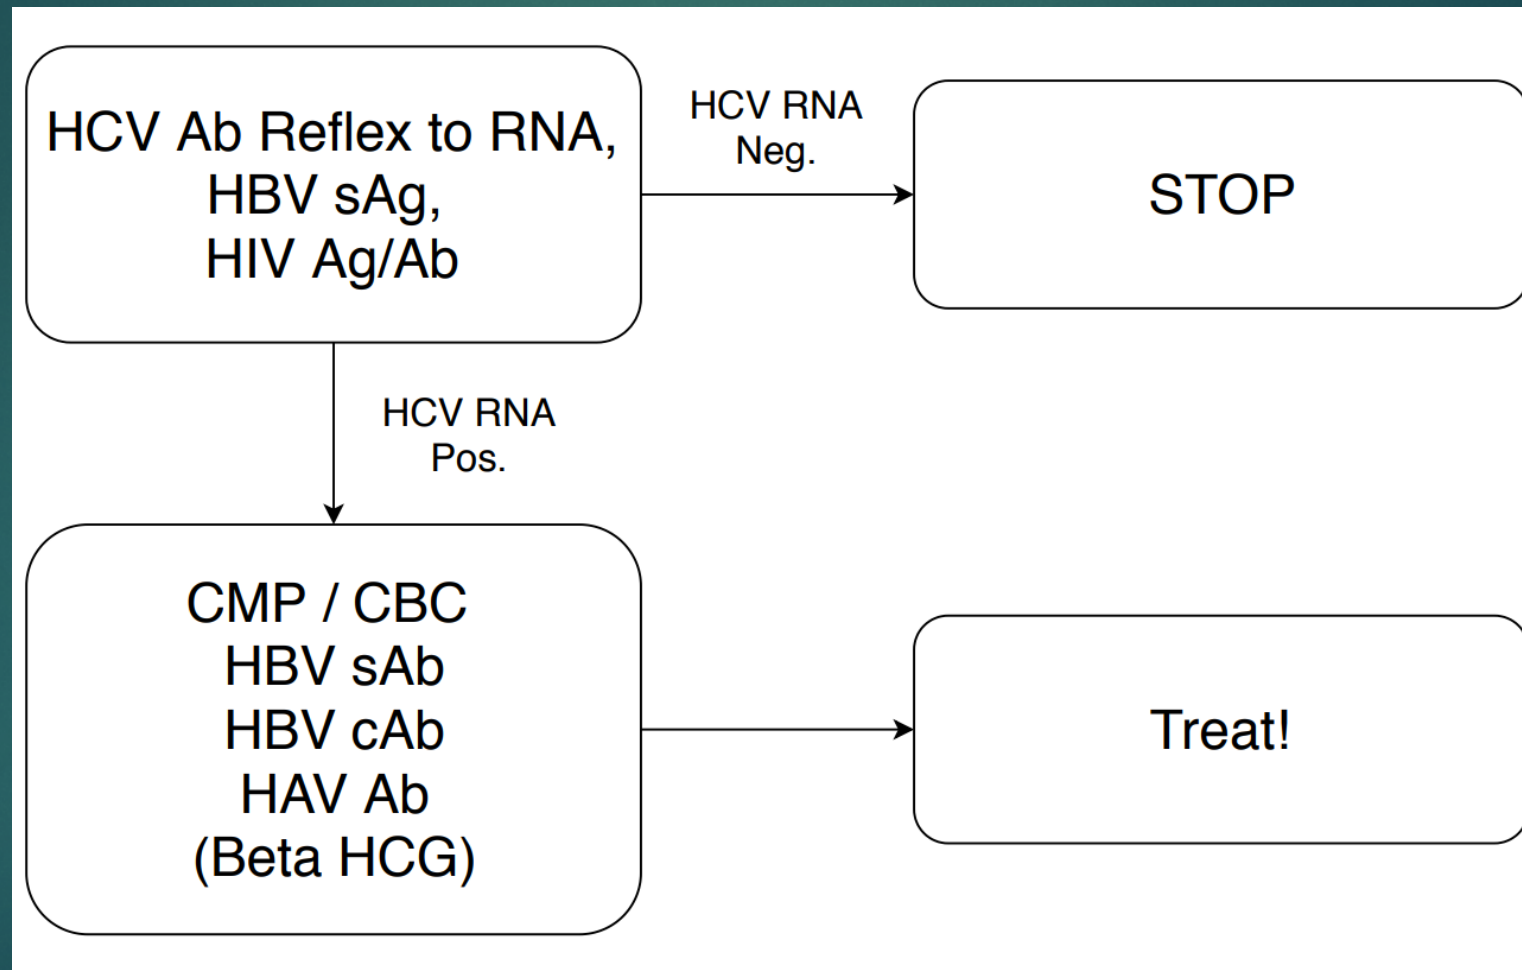 HCV Ab Reflex to RNA,
HBV sAg,
HIV Ag/Ab
HCV RNA
Neg.
STOP
HCV RNA
Pos.
CMP / CBC
HBV sAb
HBV cAb
HAV Ab
(Beta HCG)
Treat!